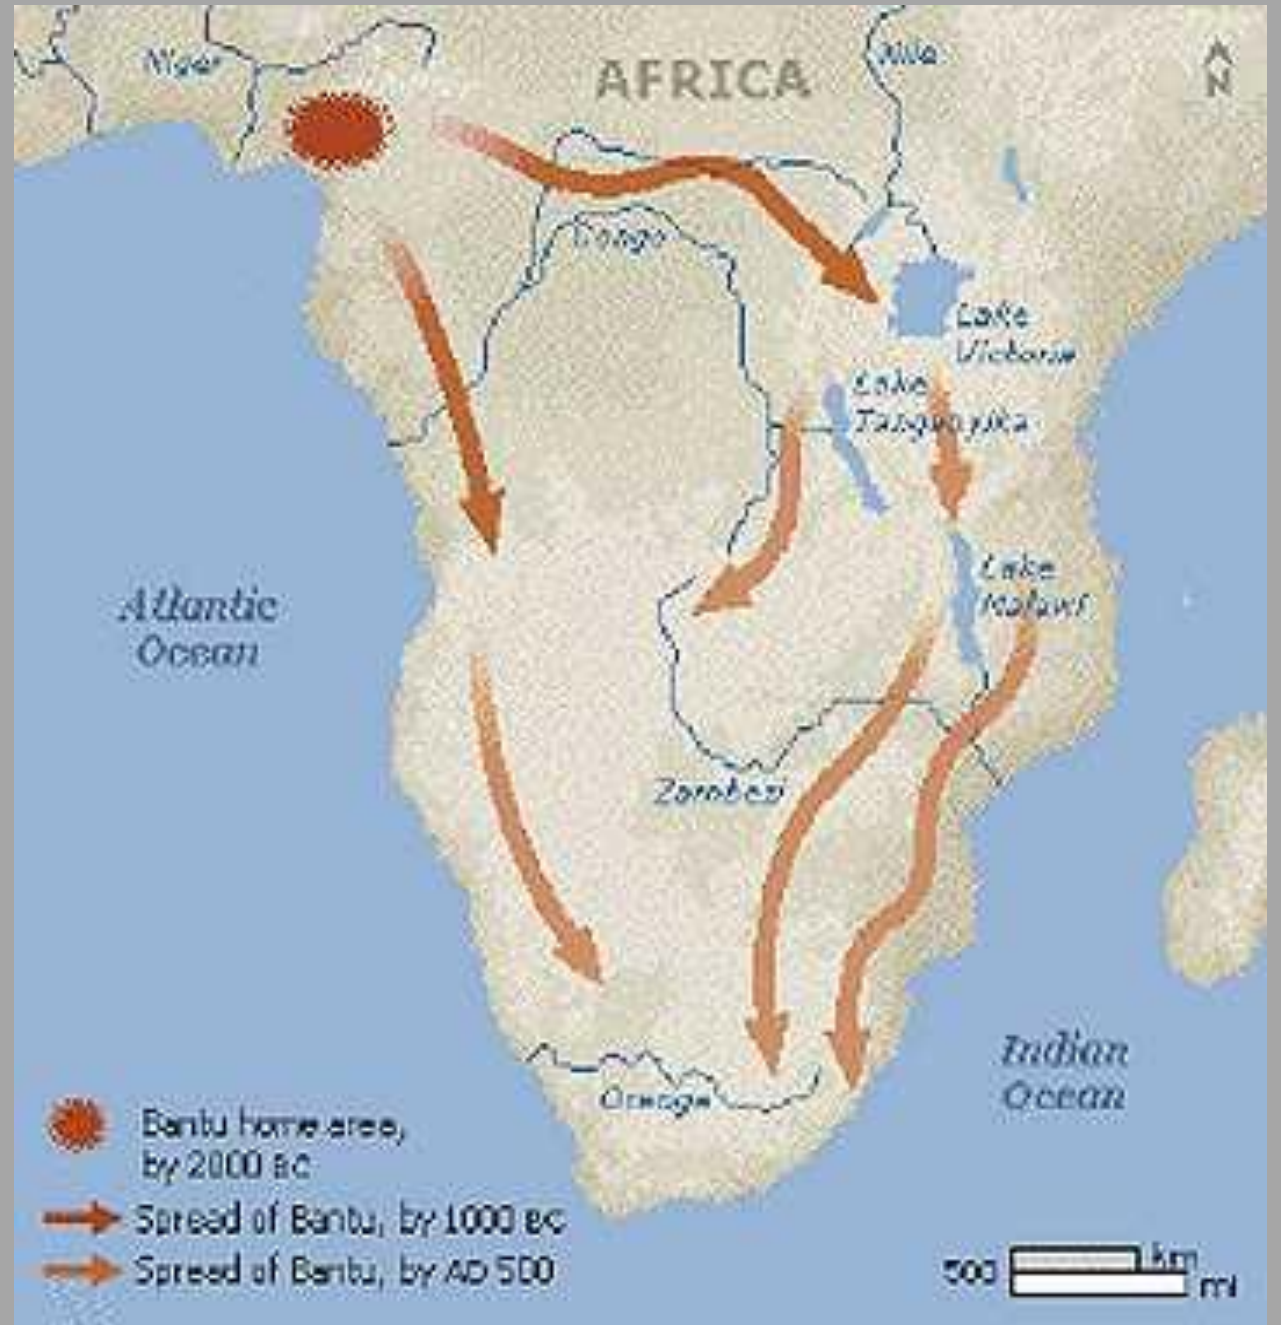 Niger
AFRICA
Nile
N
Congo
Lake
Victoria
Lake
Tanganyika
Lake
Malawi
Atlantic
Ocean
Zambezi
Indian
Ocean
Orange
Bantu home area,
by 2000 BC
Spread of Bantu, by 1000 BC
Spread of Bantu, by AD 500
500 km
mi